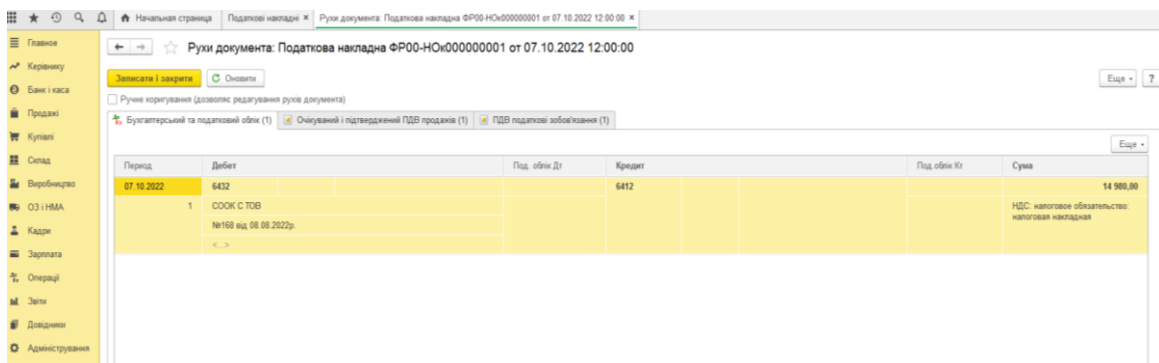 Начальная страница Податкові накладні × Рухи документа: Податкова накладна ФР00-НОк000000001 от 07.10.2022 12:00:00 ×
Главное
Керівнику
Банк і каса
Продажі
Купівлі
Склад
Виробництво
ОЗ і НМА
Кадри
Зарплата
Операції
Звіти
Довідники
Адміністрування
Рухи документа: Податкова накладна ФР00-НОк000000001 от 07.10.2022 12:00:00
Записати і закрити Оновити Еще ?
Ручне коригування (дозволяє редагування рухів документа)
Бухгалтерський та податковий облік (1) Очікуваний і підтверджений ПДВ продажів (1) ПДВ податкові зобов'язання (1)
Еще
Период Дебет Под. облік Дт Кредит Под.облік Кт Сума
07.10.2022 6432 6412 14 980,00
1 СООК С ТОВ НДС: налоговое обязательство:
№168 від 08.08.2022р. налоговая накладная
<...>